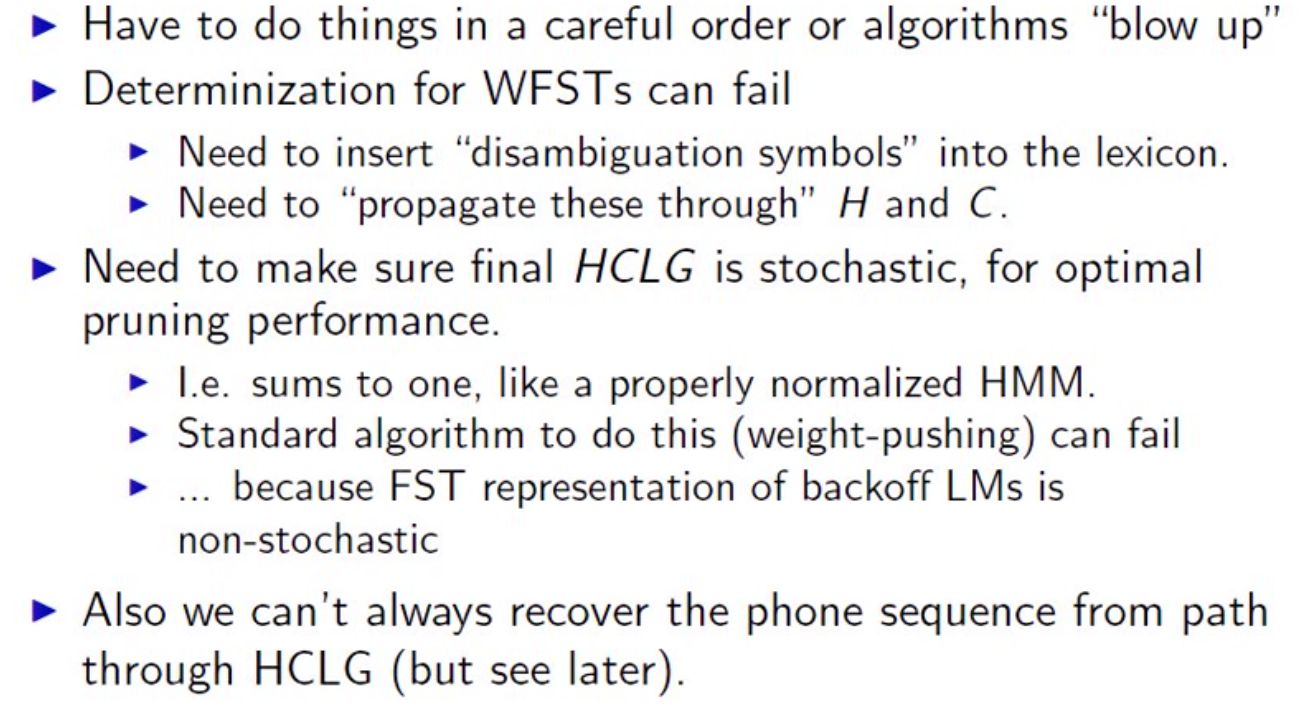 ▶ Have to do things in a careful order or algorithms “blow up”
▶ Determinization for WFSTs can fail
▶ Need to insert “disambiguation symbols” into the lexicon.
▶ Need to “propagate these through” H and C.
▶ Need to make sure final HCLG is stochastic, for optimal
pruning performance.
▶ I.e. sums to one, like a properly normalized HMM.
▶ Standard algorithm to do this (weight-pushing) can fail
▶ ... because FST representation of backoff LMs is
non-stochastic
▶ Also we can’t always recover the phone sequence from path
through HCLG (but see later).